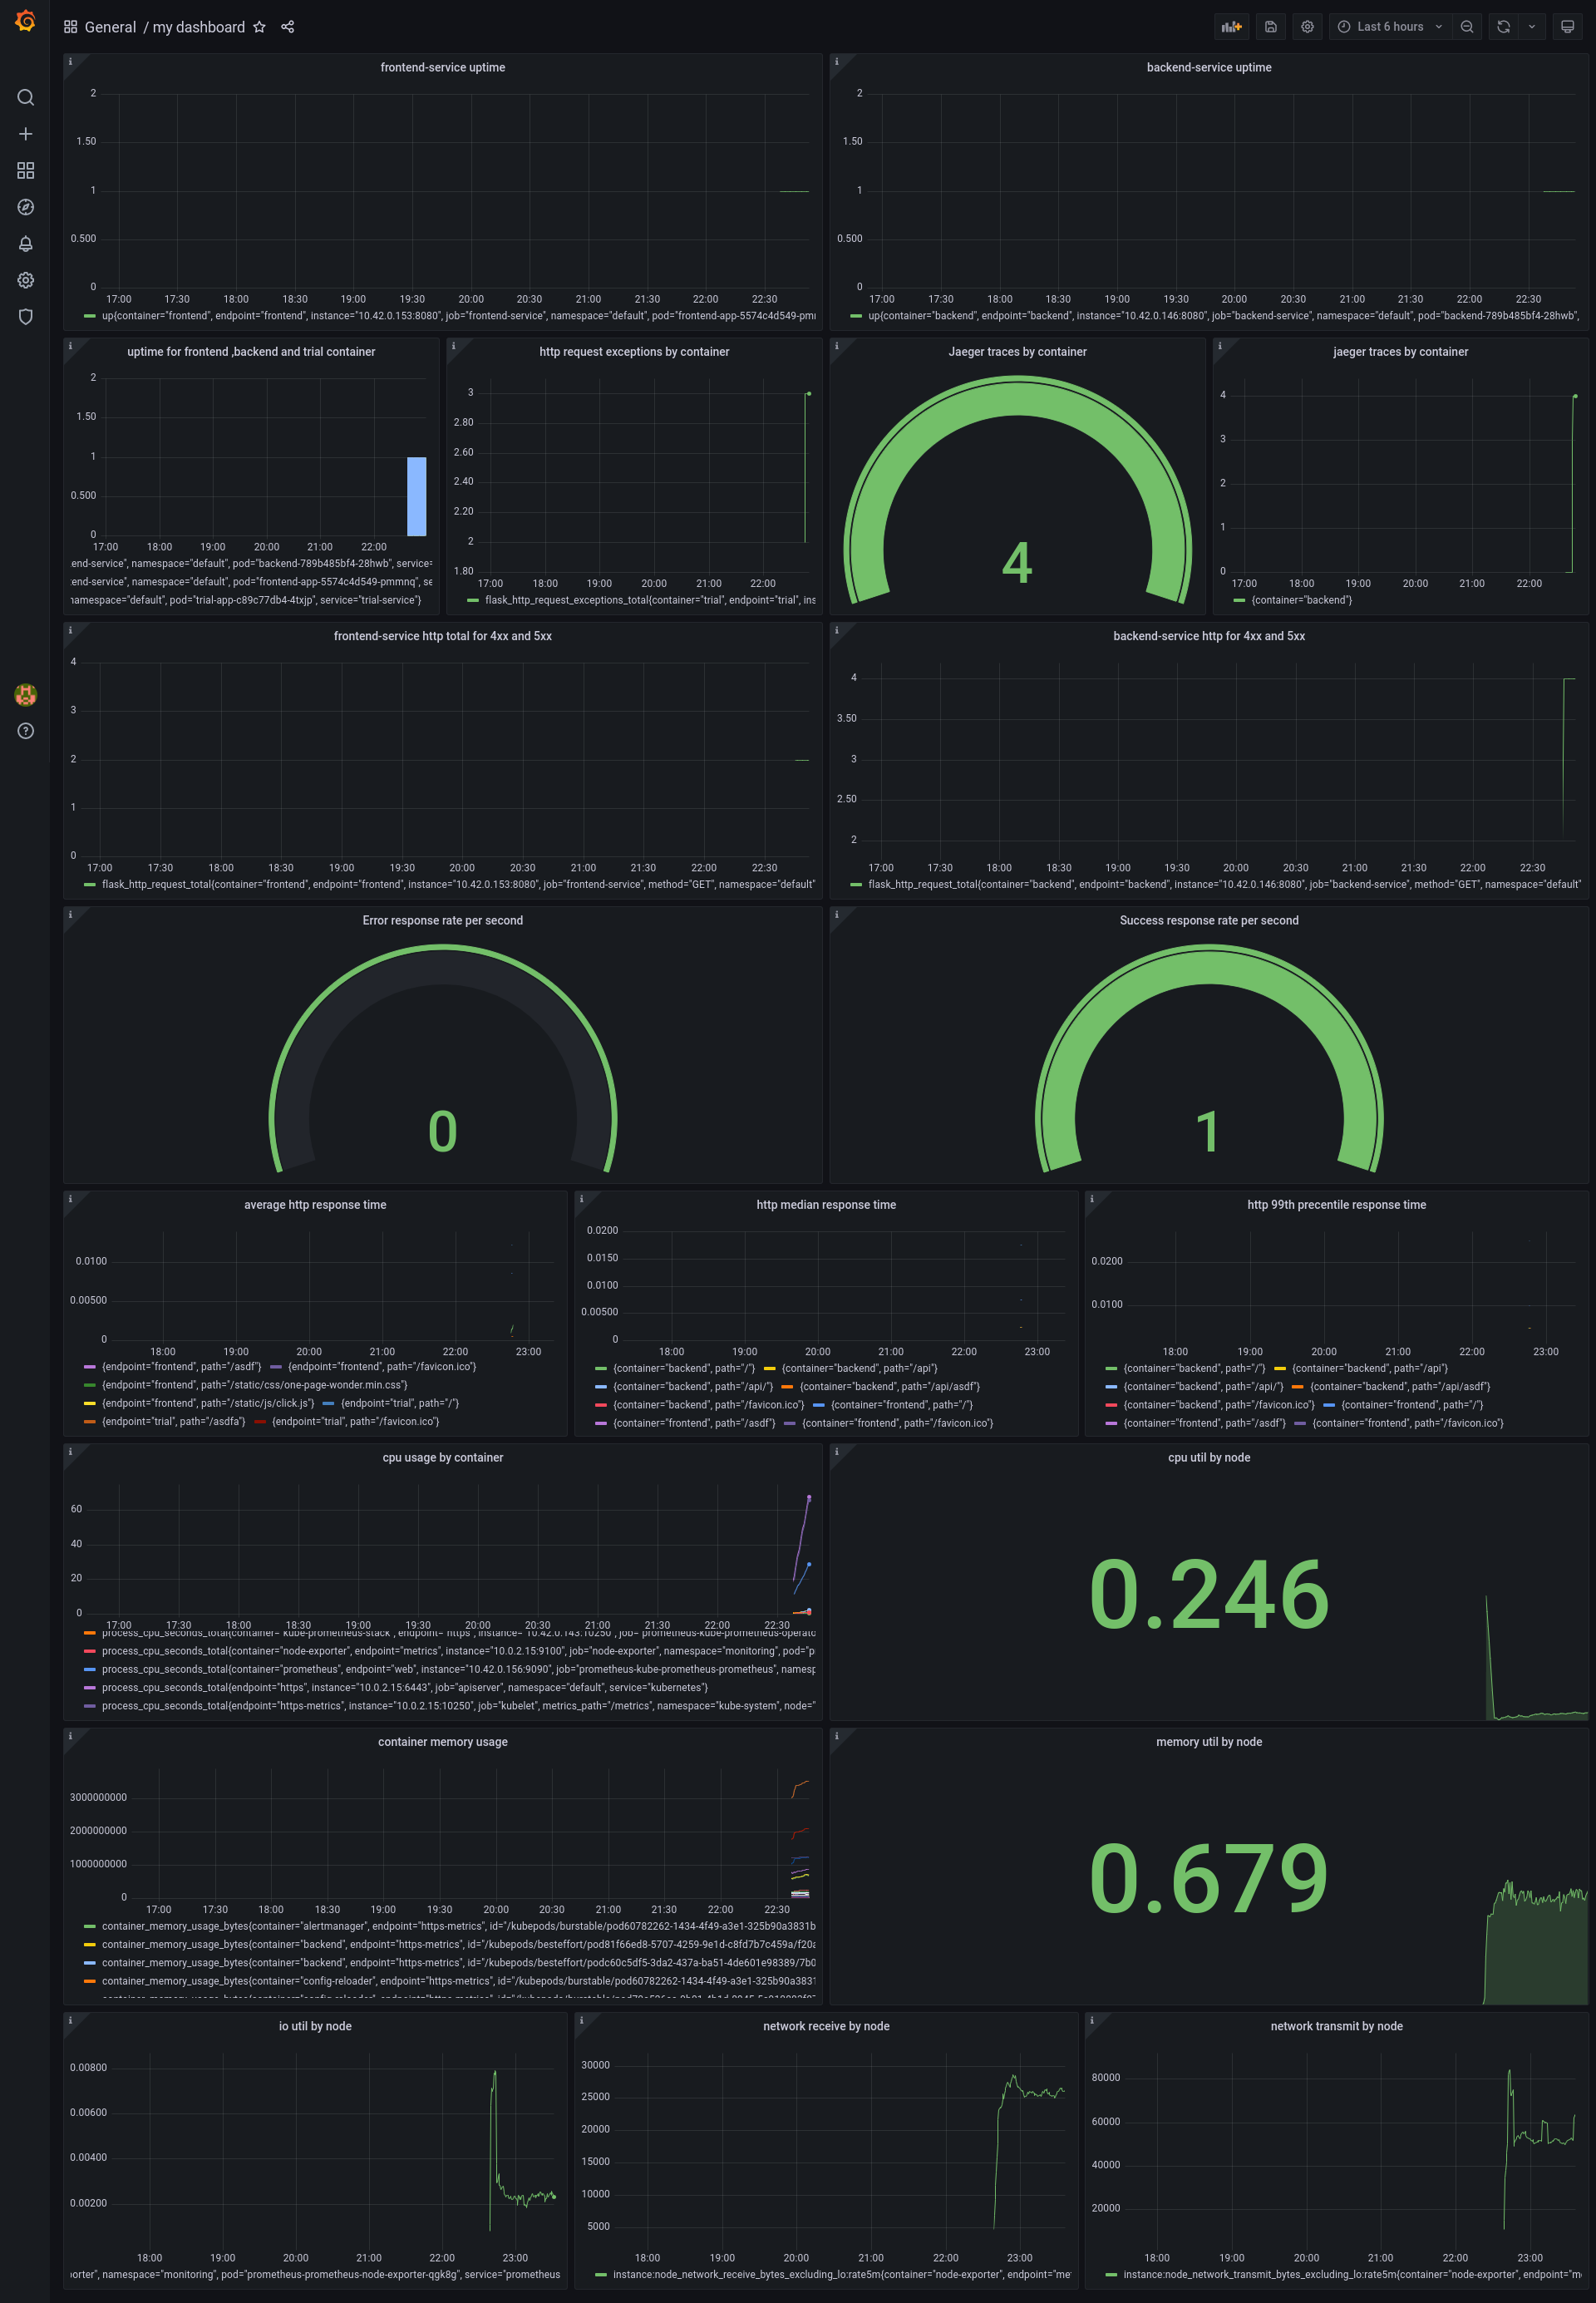 General / my dashboard
Last 6 hours
frontend-service uptime
2
1.50
1
0.500
0
17:00 17:30 18:00 18:30 19:00 19:30 20:00 20:30 21:00 21:30 22:00 22:30
up{container="frontend", endpoint="frontend", instance="10.42.0.153:8080", job="frontend-service", namespace="default", pod="frontend-app-5574c4d549-pmm
backend-service uptime
2
1.50
1
0.500
0
17:00 17:30 18:00 18:30 19:00 19:30 20:00 20:30 21:00 21:30 22:00 22:30
up{container="backend", endpoint="backend", instance="10.42.0.146:8080", job="backend-service", namespace="default", pod="backend-789b485bf4-28hwb",
uptime for frontend ,backend and trial container
2
1.50
1
0.500
0
17:00 18:00 19:00 20:00 21:00 22:00
end-service", namespace="default", pod="backend-789b485bf4-28hwb", service=
end-service", namespace="default", pod="frontend-app-5574c4d549-pmmnq", se
namespace="default", pod="trial-app-c89c77db4-4txjp", service="trial-service"}
http request exceptions by container
3
2.80
2.60
2.40
2.20
2
1.80
17:00 18:00 19:00 20:00 21:00 22:00
flask_http_request_exceptions_total{container="trial", endpoint="trial", ins
Jaeger traces by container
4
jaeger traces by container
4
3
2
1
0
17:00 18:00 19:00 20:00 21:00 22:00
{container="backend"}
frontend-service http total for 4xx and 5xx
4
3
2
1
0
17:00 17:30 18:00 18:30 19:00 19:30 20:00 20:30 21:00 21:30 22:00 22:30
flask_http_request_total{container="frontend", endpoint="frontend", instance="10.42.0.153:8080", job="frontend-service", method="GET", namespace="default"
backend-service http for 4xx and 5xx
4
3.50
3
2.50
2
17:00 17:30 18:00 18:30 19:00 19:30 20:00 20:30 21:00 21:30 22:00 22:30
flask_http_request_total{container="backend", endpoint="backend", instance="10.42.0.146:8080", job="backend-service", method="GET", namespace="default"
Error response rate per second
0
Success response rate per second
1
average http response time
0.0100
0.00500
0
18:00 19:00 20:00 21:00 22:00 23:00
{endpoint="frontend", path="/asdf"} {endpoint="frontend", path="/favicon.ico"}
{endpoint="frontend", path="/static/css/one-page-wonder.min.css"}
{endpoint="frontend", path="/static/js/click.js"} {endpoint="trial", path="/"}
{endpoint="trial", path="/asdfa"} {endpoint="trial", path="/favicon.ico"}
http median response time
0.0200
0.0150
0.0100
0.00500
0
18:00 19:00 20:00 21:00 22:00 23:00
{container="backend", path="/"} {container="backend", path="/api"}
{container="backend", path="/api/"} {container="backend", path="/api/asdf"}
{container="backend", path="/favicon.ico"} {container="frontend", path="/"}
{container="frontend", path="/asdf"} {container="frontend", path="/favicon.ico"}
http 99th precentile response time
0.0200
0.0100
18:00 19:00 20:00 21:00 22:00 23:00
{container="backend", path="/"} {container="backend", path="/api"}
{container="backend", path="/api/"} {container="backend", path="/api/asdf"}
{container="backend", path="/favicon.ico"} {container="frontend", path="/"}
{container="frontend", path="/asdf"} {container="frontend", path="/favicon.ico"}
cpu usage by container
60
40
20
0
17:00 17:30 18:00 18:30 19:00 19:30 20:00 20:30 21:00 21:30 22:00 22:30
process_cpu_seconds_total{container="kube-prometheus-stack", endpoint="https", instance="10.42.0.143:10250", job="prometheus-kube-prometheus-operato
process_cpu_seconds_total{container="node-exporter", endpoint="metrics", instance="10.0.2.15:9100", job="node-exporter", namespace="monitoring", pod="p
process_cpu_seconds_total{container="prometheus", endpoint="web", instance="10.42.0.156:9090", job="prometheus-kube-prometheus-prometheus", namesp
process_cpu_seconds_total{endpoint="https", instance="10.0.2.15:6443", job="apiserver", namespace="default", service="kubernetes"}
process_cpu_seconds_total{endpoint="https-metrics", instance="10.0.2.15:10250", job="kubelet", metrics_path="/metrics", namespace="kube-system", node="
cpu util by node
0.246
container memory usage
3000000000
2000000000
1000000000
0
17:00 17:30 18:00 18:30 19:00 19:30 20:00 20:30 21:00 21:30 22:00 22:30
container_memory_usage_bytes{container="alertmanager", endpoint="https-metrics", id="/kubepods/burstable/pod60782262-1434-4f49-a3e1-325b90a3831b
container_memory_usage_bytes{container="backend", endpoint="https-metrics", id="/kubepods/besteffort/pod81f66ed8-5707-4259-9e1d-c8fd7b7c459a/f20a
container_memory_usage_bytes{container="backend", endpoint="https-metrics", id="/kubepods/besteffort/podc60c5df5-3da2-437a-ba51-4de601e98389/7b0
container_memory_usage_bytes{container="config-reloader", endpoint="https-metrics", id="/kubepods/burstable/pod60782262-1434-4f49-a3e1-325b90a3831
memory util by node
0.679
io util by node
0.00800
0.00600
0.00400
0.00200
18:00 19:00 20:00 21:00 22:00 23:00
orter", namespace="monitoring", pod="prometheus-prometheus-node-exporter-qgk8g", service="prometheus
network receive by node
30000
25000
20000
15000
10000
5000
18:00 19:00 20:00 21:00 22:00 23:00
instance:node_network_receive_bytes_excluding_lo:rate5m{container="node-exporter", endpoint="me
network transmit by node
80000
60000
40000
20000
18:00 19:00 20:00 21:00 22:00 23:00
instance:node_network_transmit_bytes_excluding_lo:rate5m{container="node-exporter", endpoint="m